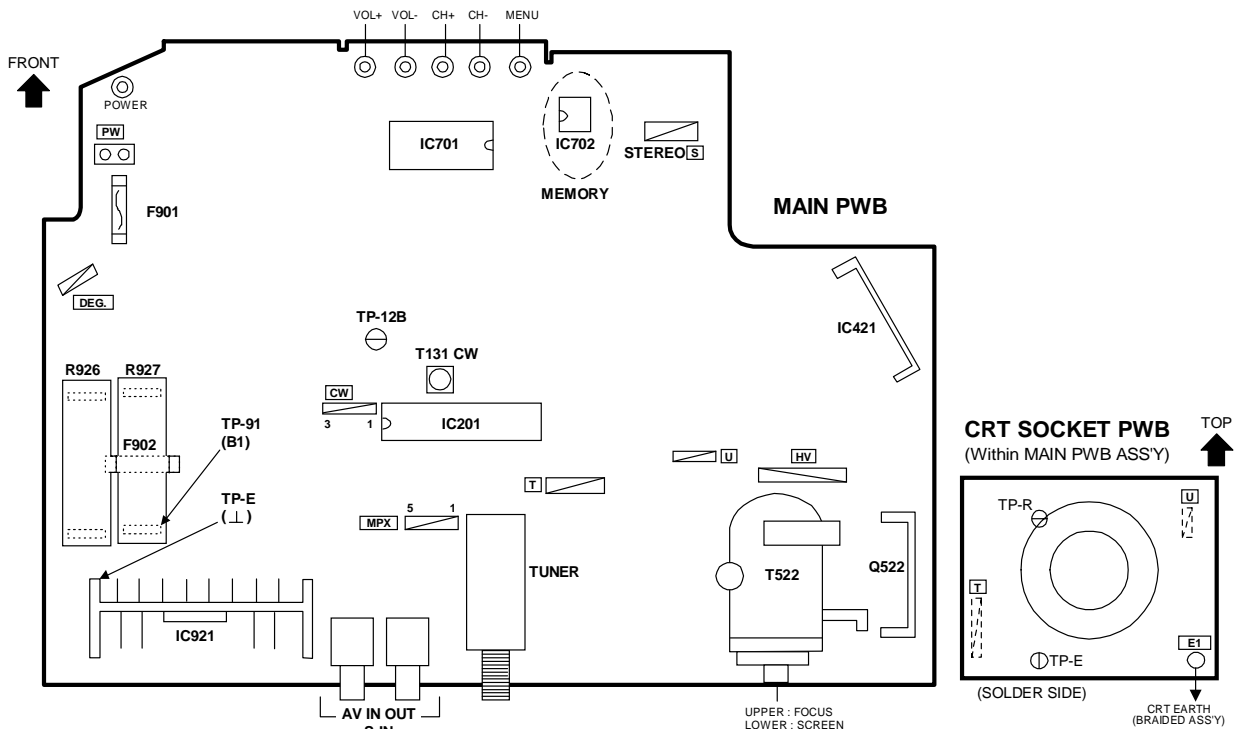 VOL+ VOL- CH+ CH- MENU
FRONT
POWER
PW
IC701
IC702
STEREO S
MEMORY
F901
MAIN PWB
DEG.
IC421
TP-12B
T131 CW
R926 R927
CW
3 1
IC201
TP-91
(B1)
F902
CRT SOCKET PWB
(Within MAIN PWB ASS'Y)
TOP
U
HV
T
TP-E
(⊥)
MPX
5 1
TUNER
T522
Q522
IC921
TP-R
U
T
E1
TP-E
(SOLDER SIDE)
CRT EARTH
(BRAIDED ASS'Y)
AV IN OUT
UPPER : FOCUS
LOWER : SCREEN